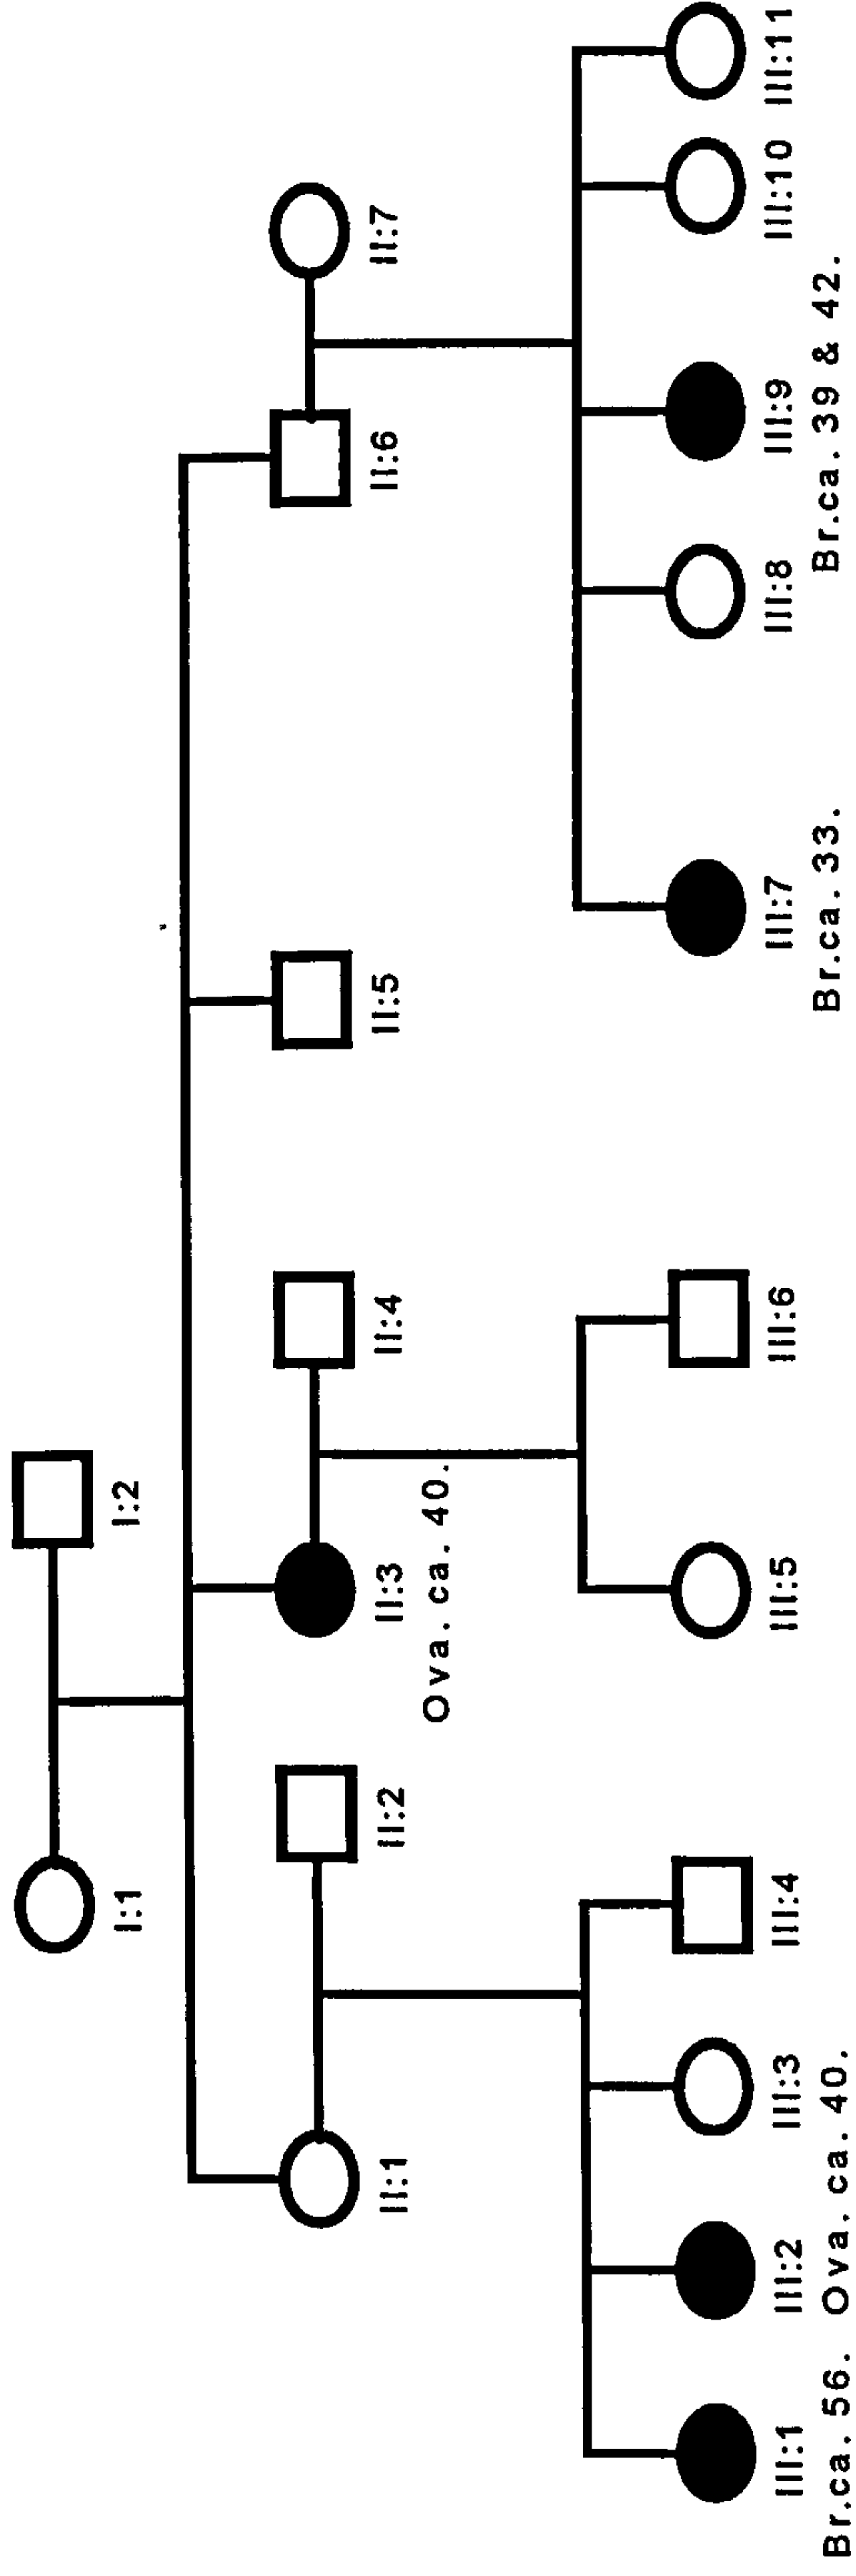 I:1 I:2
II:1 II:2 II:3 II:4 II:5 II:6 II:7
Ova. ca. 40.
III:1 III:2 III:3 III:4 III:5 III:6 III:7 III:8 III:9 III:10 III:11
Br.ca. 56. Ova. ca. 40. Br.ca. 33. Br.ca. 39 & 42.